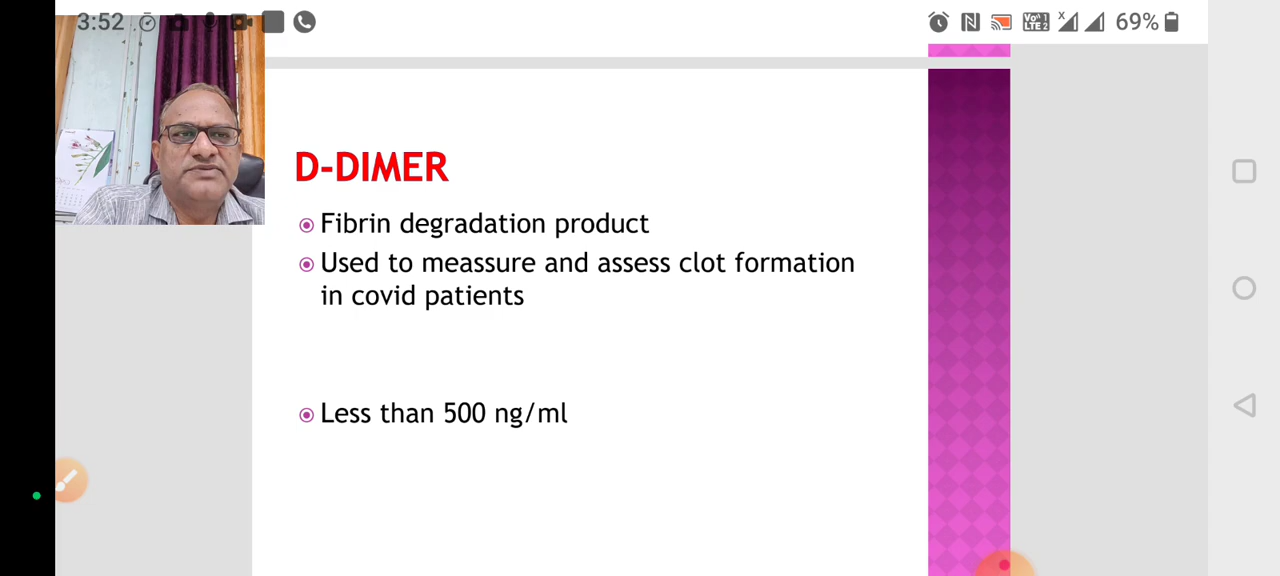 3:52
69%
D-DIMER
Fibrin degradation product
Used to meassure and assess clot formation
in covid patients
Less than 500 ng/ml